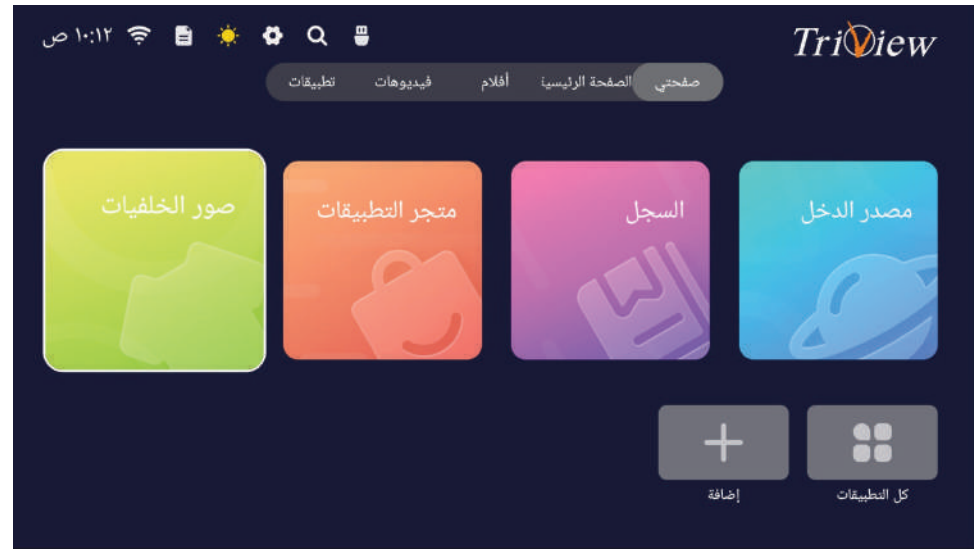 TriView
١٠:١٢ ص
صفحتي الصفحة الرئيسية أفلام فيديوهات تطبيقات
مصدر الدخل السجل متجر التطبيقات صور الخلفيات
كل التطبيقات إضافة